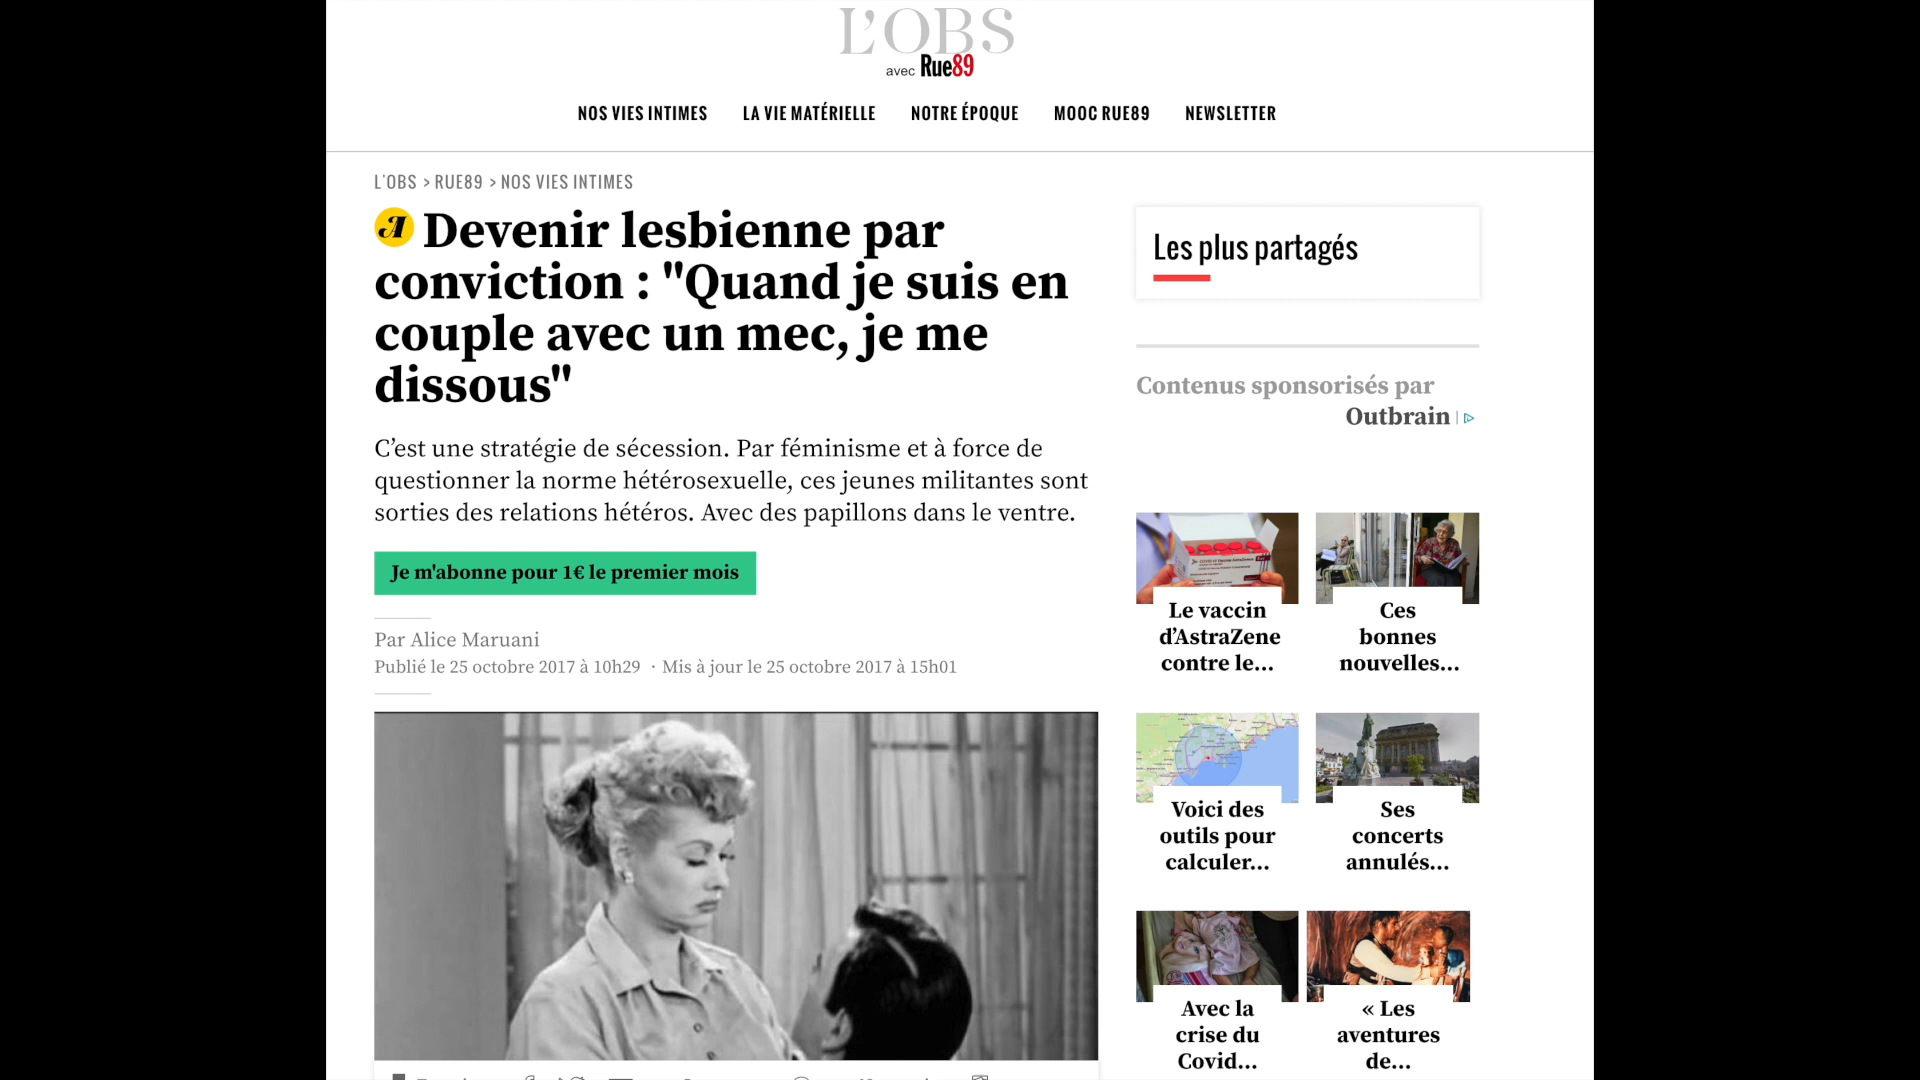 L'OBS
avec Rue89
NOS VIES INTIMES
LA VIE MATÉRIELLE
NOTRE ÉPOQUE
MOOC RUE89
NEWSLETTER
L'OBS > RUE89 > NOS VIES INTIMES
A Devenir lesbienne par
conviction : "Quand je suis en
couple avec un mec, je me
dissous"
C’est une stratégie de sécession. Par féminisme et à force de
questionner la norme hétérosexuelle, ces jeunes militantes sont
sorties des relations hétéros. Avec des papillons dans le ventre.
Je m'abonne pour 1€ le premier mois
Par Alice Maruani
Publié le 25 octobre 2017 à 10h29 · Mis à jour le 25 octobre 2017 à 15h01
Les plus partagés
Contenus sponsorisés par
Outbrain
Le vaccin
d’AstraZene
contre le...
Ces
bonnes
nouvelles...
Voici des
outils pour
calculer...
Ses
concerts
annulés...
Avec la
crise du
Covid...
« Les
aventures
de...